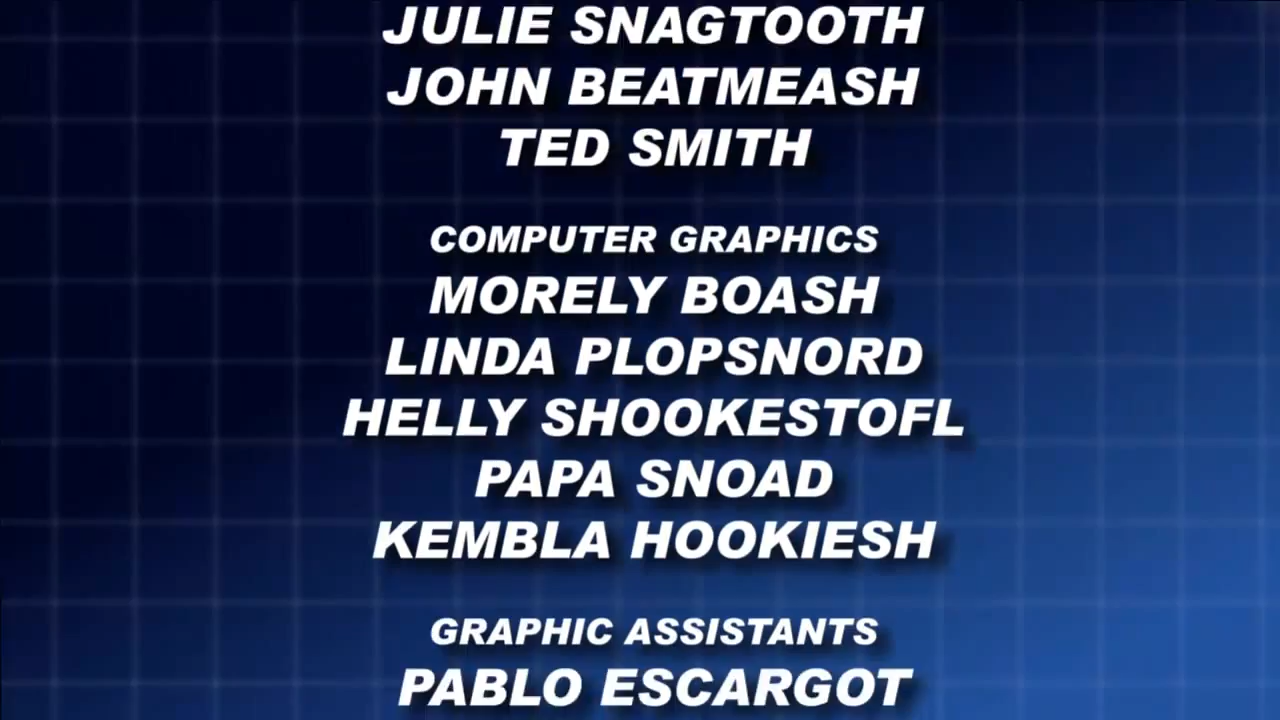 JULIE SNAGTOOTH
JOHN BEATMEASH
TED SMITH
COMPUTER GRAPHICS
MORELY BOASH
LINDA PLOPSNORD
HELLY SHOOKESTOFL
PAPA SNOAD
KEMBLA HOOKIESH
GRAPHIC ASSISTANTS
PABLO ESCARGOT